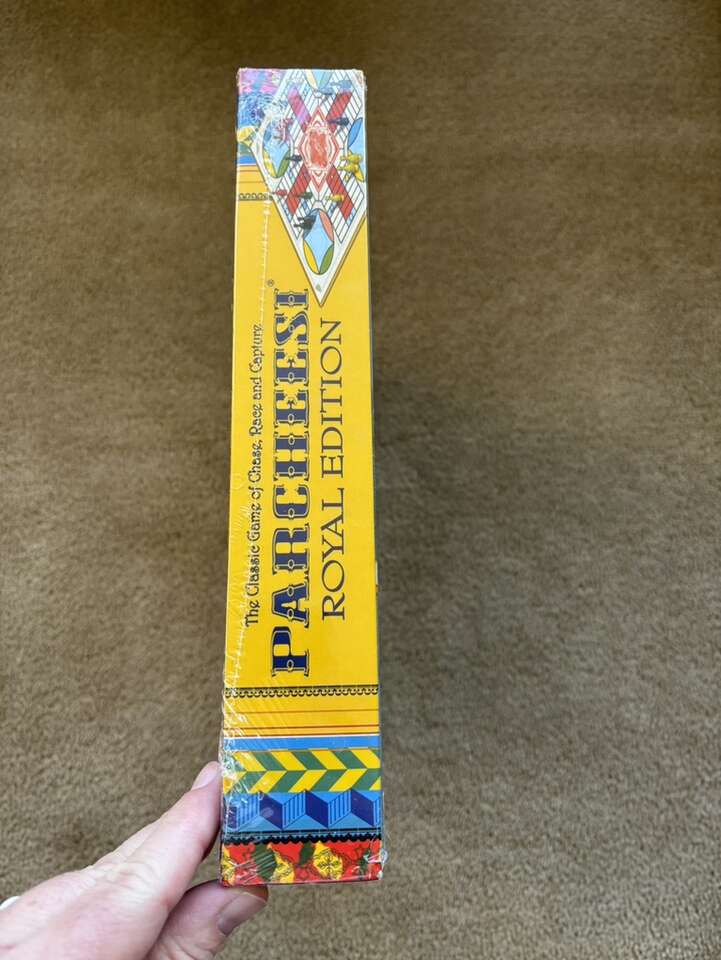 The Classic Game of Chase, Race and Capture
PARCHEESI®
ROYAL EDITION